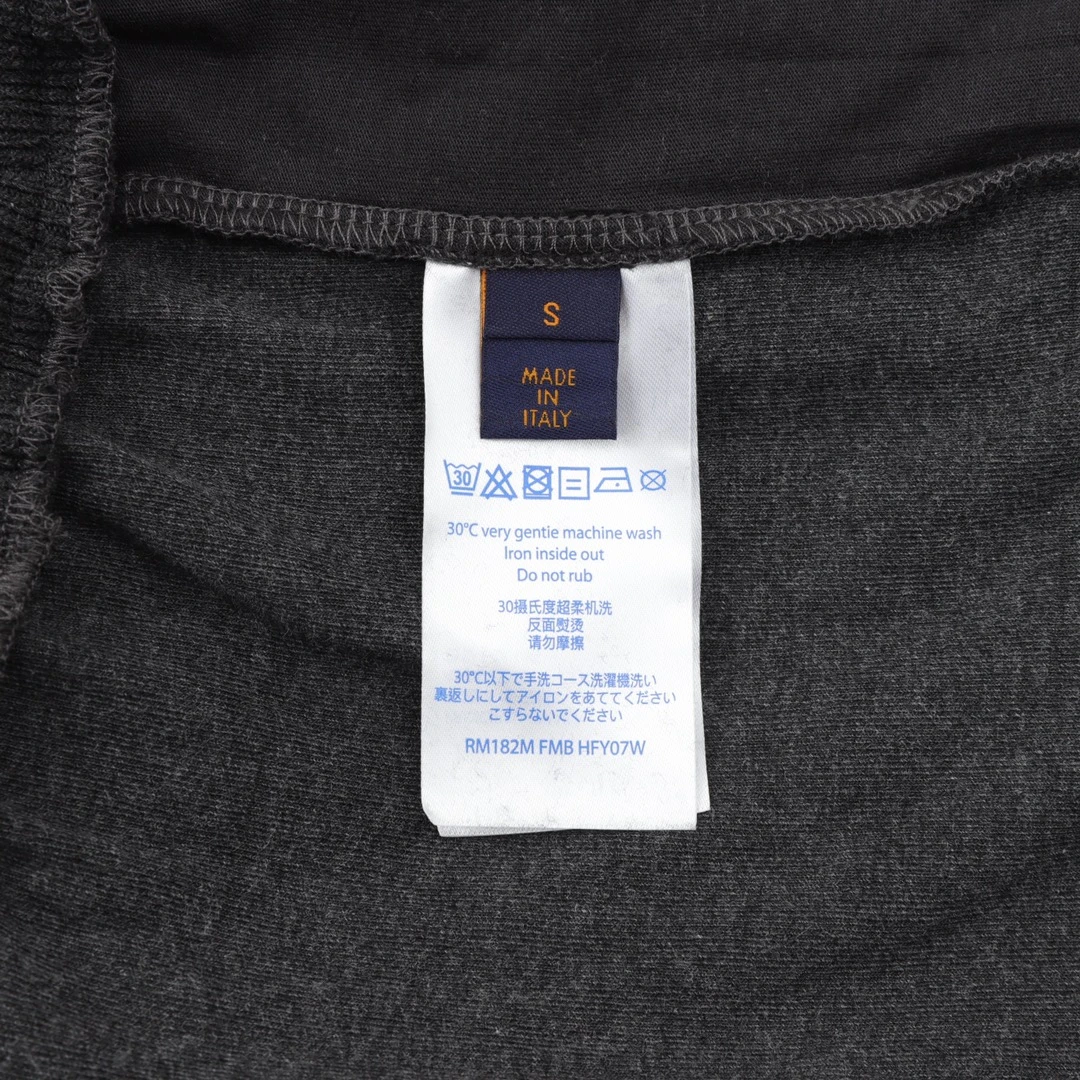 S
MADE
IN
ITALY
30
30°C very gentie machine wash
Iron inside out
Do not rub
30摄氏度超柔机洗
反面熨烫
请勿摩擦
30℃以下で手洗コース洗濯機洗い
裏返しにしてアイロンをあててください
こすらないでください
RM182M FMB HFY07W